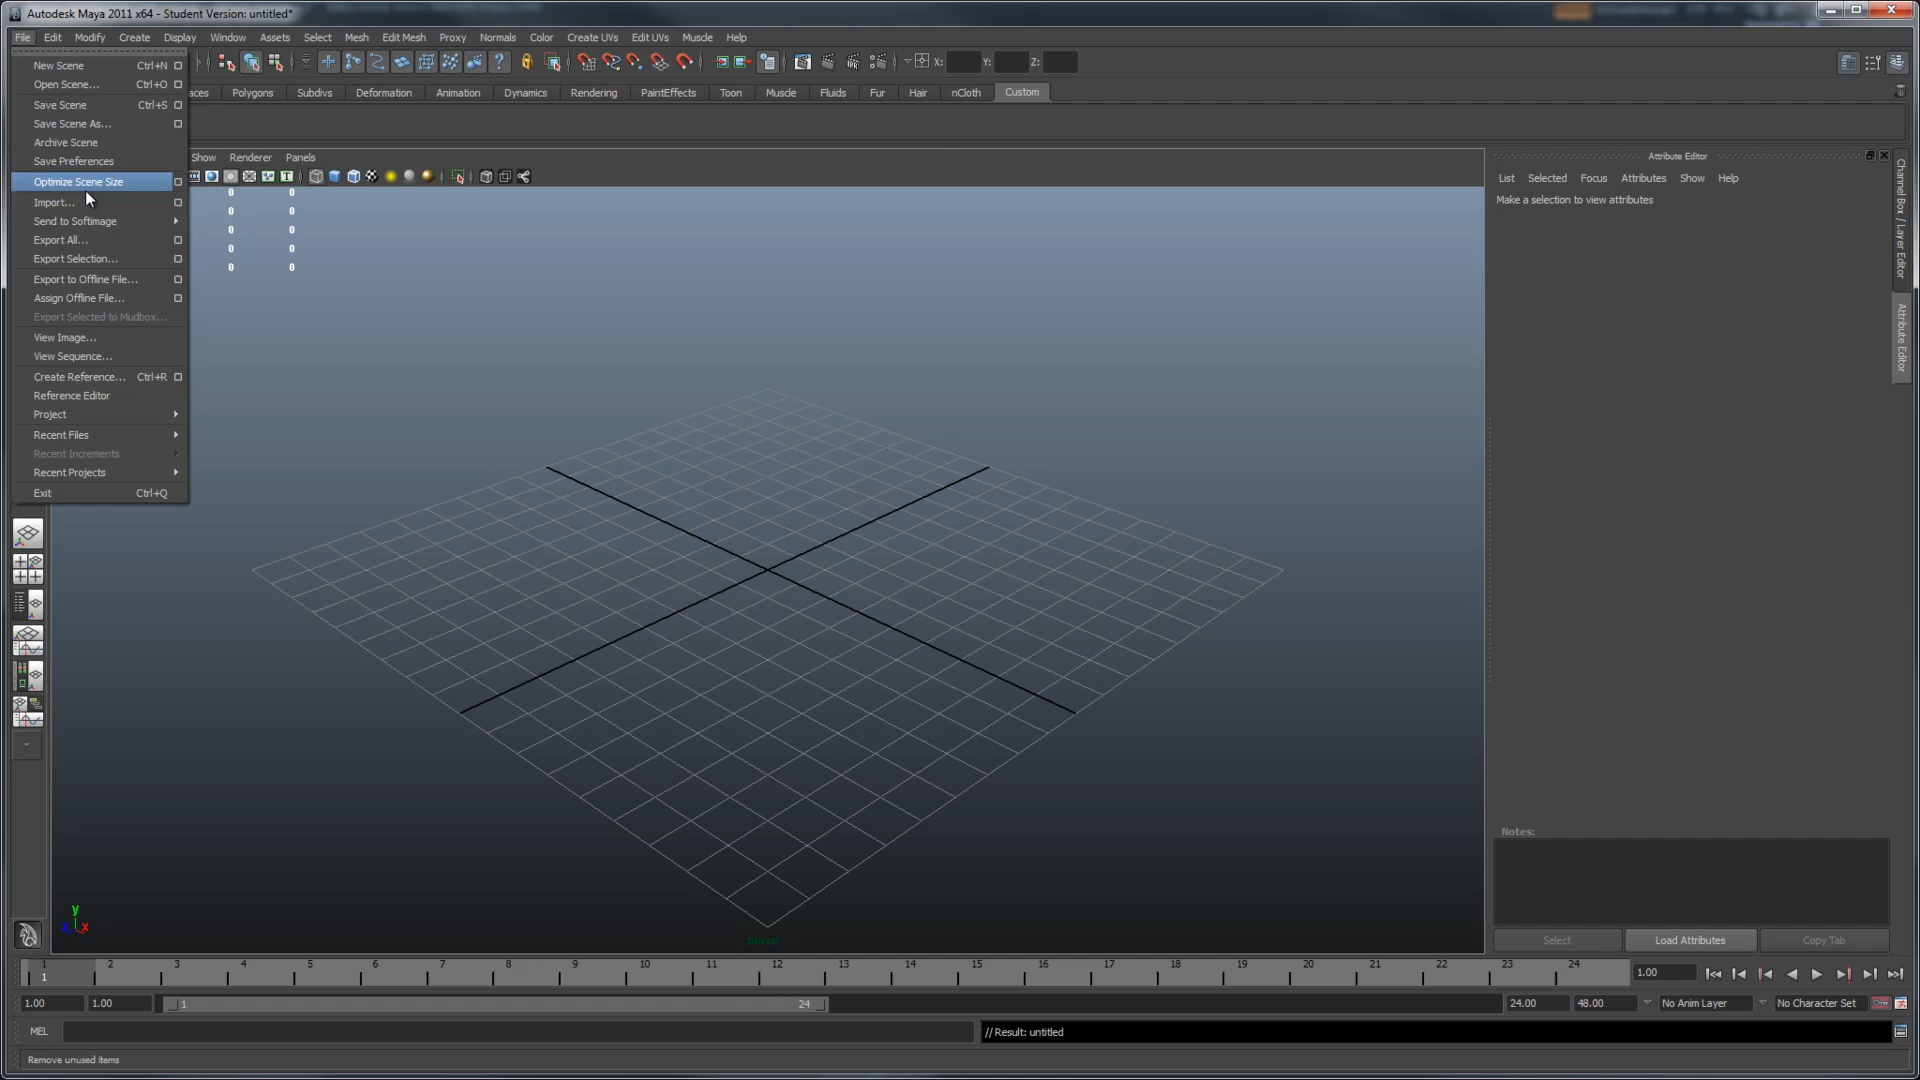 Autodesk Maya 2011 x64 - Student Version: untitled*
File Edit Modify Create Display Window Assets Select Mesh Edit Mesh Proxy Normals Color Create UVs Edit UVs Muscle Help
X: Y: Z:
Polygons Subdivs Deformation Animation Dynamics Rendering PaintEffects Toon Muscle Fluids Fur Hair nCloth Custom
New Scene Ctrl+N
Open Scene... Ctrl+O
Save Scene Ctrl+S
Save Scene As...
Archive Scene
Save Preferences
Optimize Scene Size
Import...
Send to Softimage
Export All...
Export Selection...
Export to Offline File...
Assign Offline File...
Export Selected to Mudbox...
View Image...
View Sequence...
Create Reference... Ctrl+R
Reference Editor
Project
Recent Files
Recent Increments
Recent Projects
Exit Ctrl+Q
Show Renderer Panels
0 0
0 0
0 0
0 0
0 0
y
z x
persp
Attribute Editor
List Selected Focus Attributes Show Help
Make a selection to view attributes
Channel Box / Layer Editor
Attribute Editor
Notes:
Select Load Attributes Copy Tab
1 2 3 4 5 6 7 8 9 10 11 12 13 14 15 16 17 18 19 20 21 22 23 24
1
1.00
1.00 1.00 1 24 24.00 48.00 No Anim Layer No Character Set
MEL // Result: untitled
Remove unused items